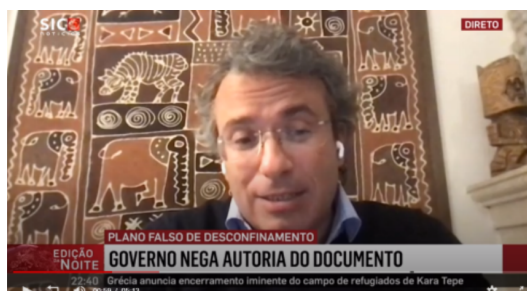 SIC
notícias
DIRETO
PLANO FALSO DE DESCONFINAMENTO
EDIÇÃO
DA NOITE
GOVERNO NEGA AUTORIA DO DOCUMENTO
22:40 Grécia anuncia encerramento iminente do campo de refugiados de Kara Tepe